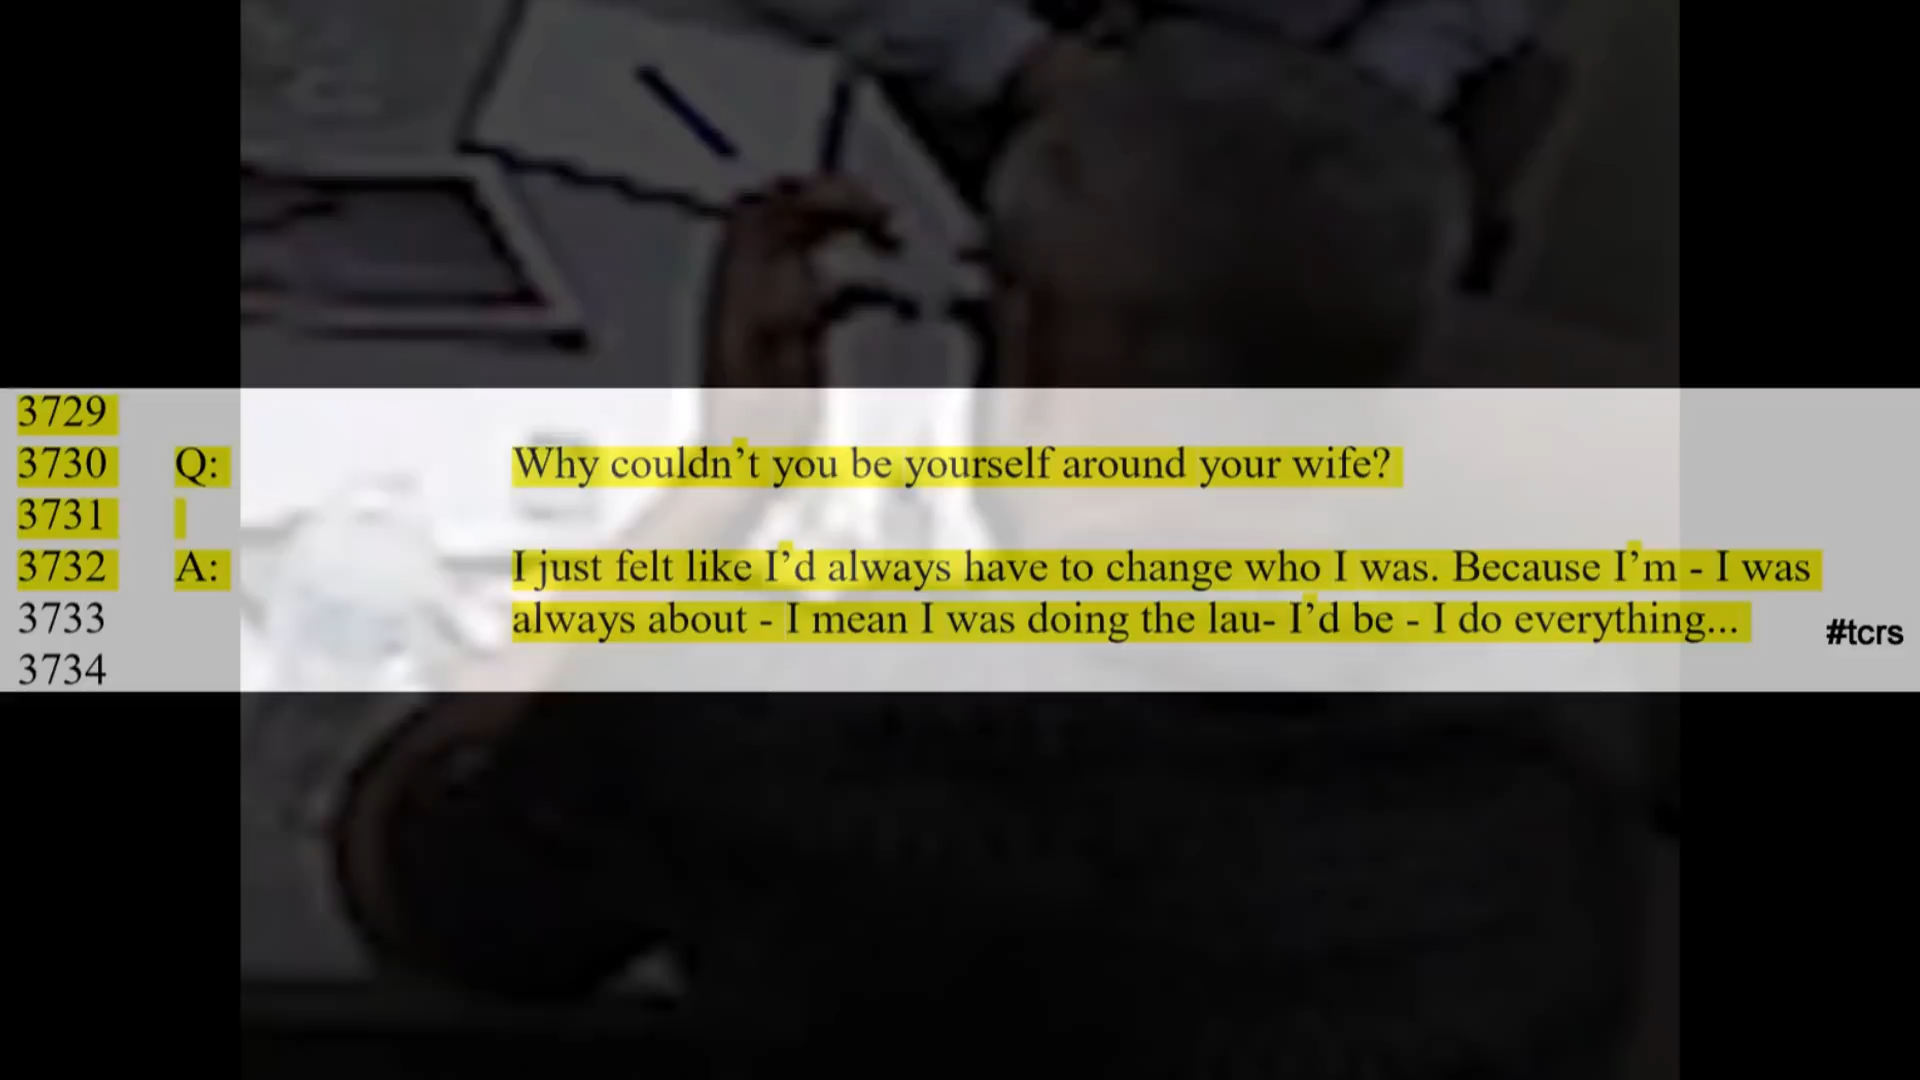 3729
3730 Q: Why couldn’t you be yourself around your wife?
3731
3732 A: I just felt like I’d always have to change who I was. Because I’m - I was
3733 always about - I mean I was doing the lau- I’d be - I do everything...
#tcrs
3734